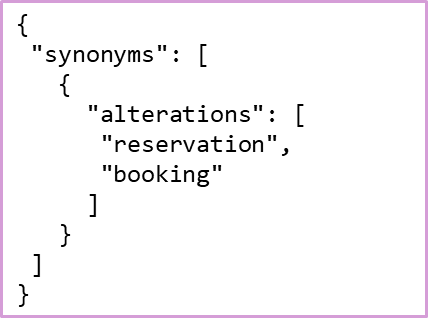 {
 "synonyms": [
   {
     "alterations": [
      "reservation",
      "booking"
     ]
   }
 ]
}